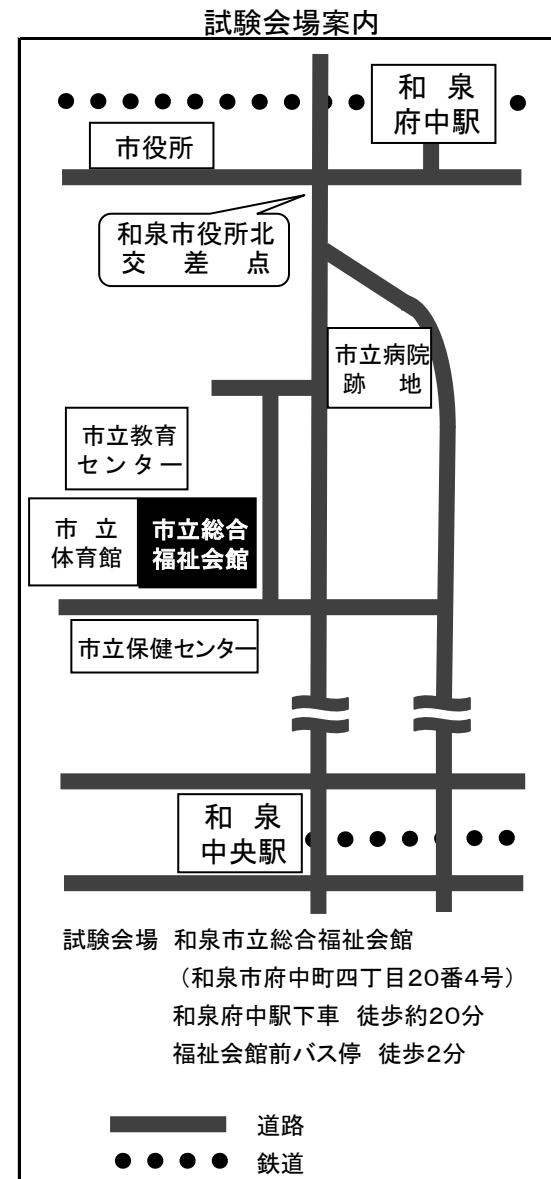 試験会場案内
和 泉
府中駅
市役所
和泉市役所北
交 差 点
市立病院
跡 地
市立教育
センター
市 立
体育館
市立総合
福祉会館
市立保健センター
和 泉
中央駅
試験会場 和泉市立総合福祉会館
(和泉市府中町四丁目20番4号)
和泉府中駅下車 徒歩約20分
福祉会館前バス停 徒歩2分
道路
鉄道